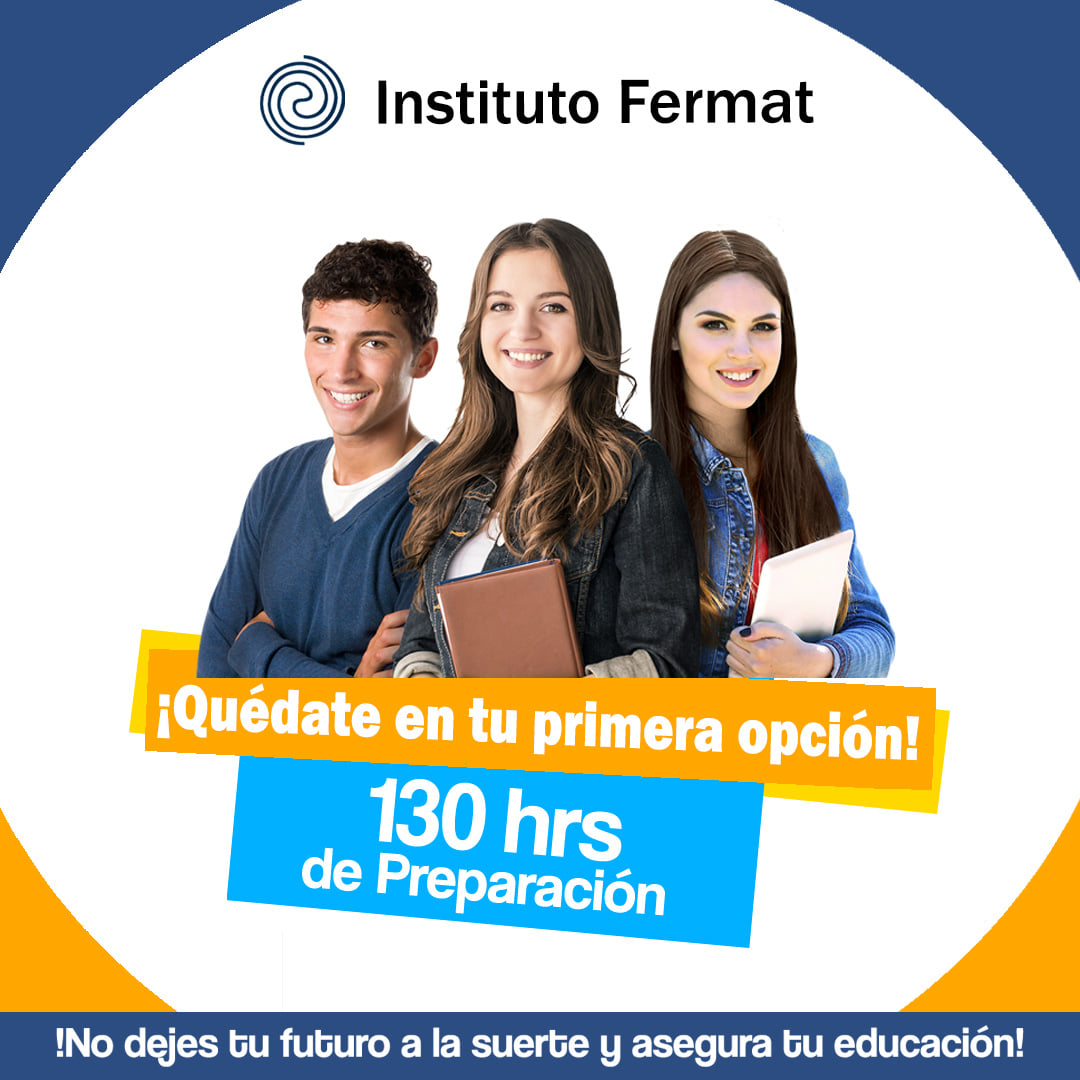 Instituto Fermat
¡Quédate en tu primera opción!
130 hrs
de Preparación
!No dejes tu futuro a la suerte y asegura tu educación!